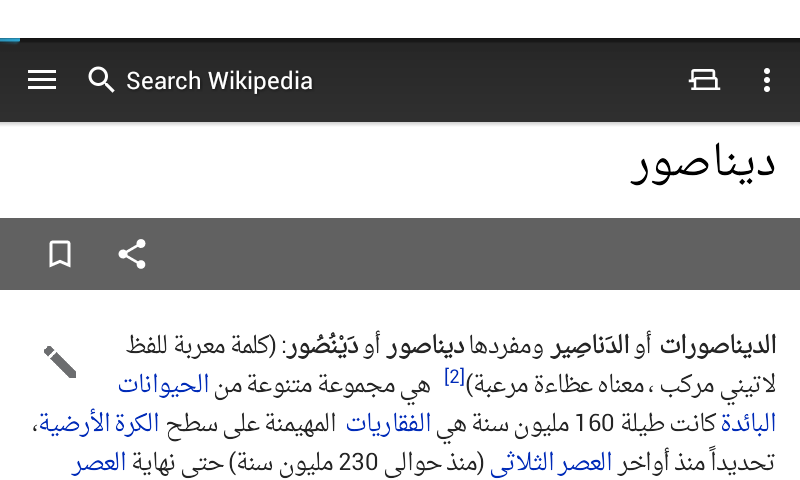 Search Wikipedia
ديناصور
الديناصورات أو الدَناصِير ومفردها ديناصور أو دَيْنُصُور: (كلمة معربة للفظ
لاتيني مركب ، معناه عظاءة مرعبة)[2] هي مجموعة متنوعة من الحيوانات
البائدة كانت طيلة 160 مليون سنة هي الفقاريات المهيمنة على سطح الكرة الأرضية،
تحديداً منذ أواخر العصر الثلاثي (منذ حوالى 230 مليون سنة) حتى نهاية العصر